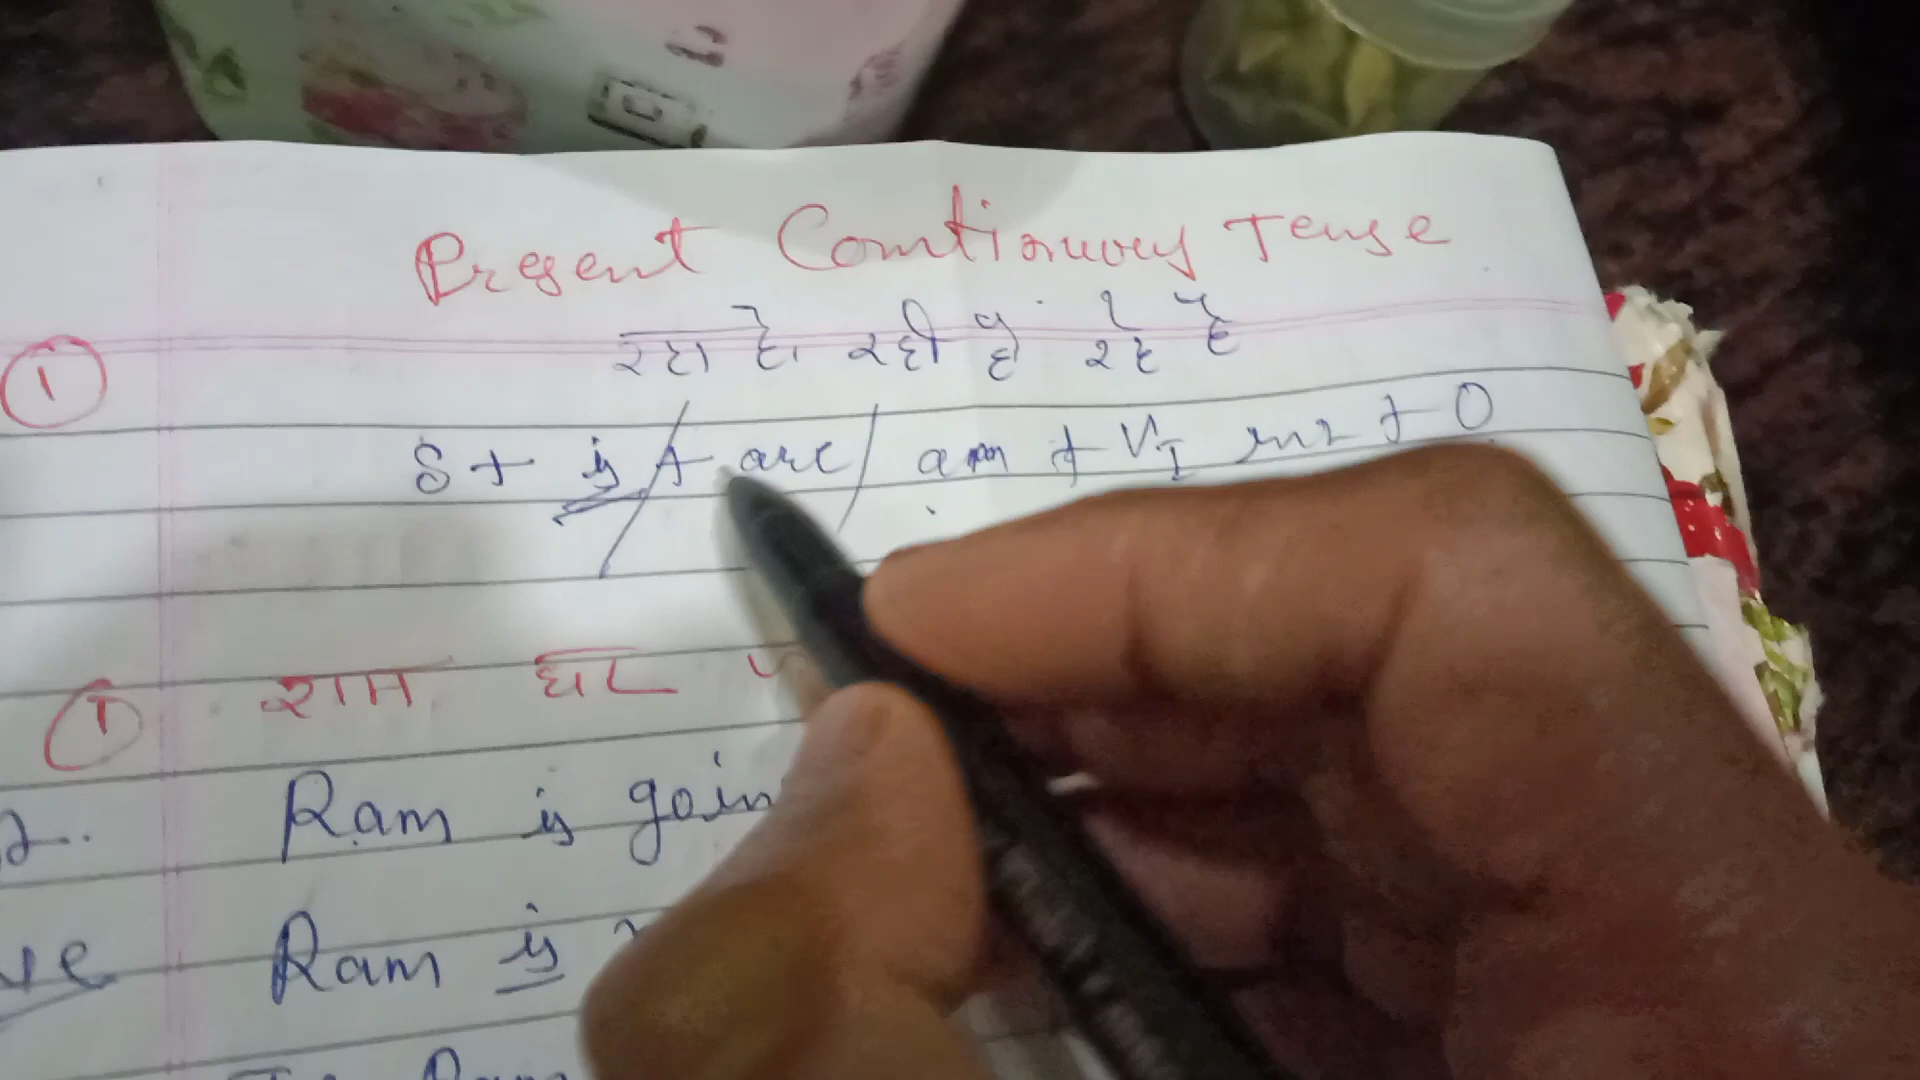 Present Continuous Tense
① रहा है। रही है रहे हैं
S + is / + are / am + V1 ing + O
① राम घर
Ram is goin
ve Ram is